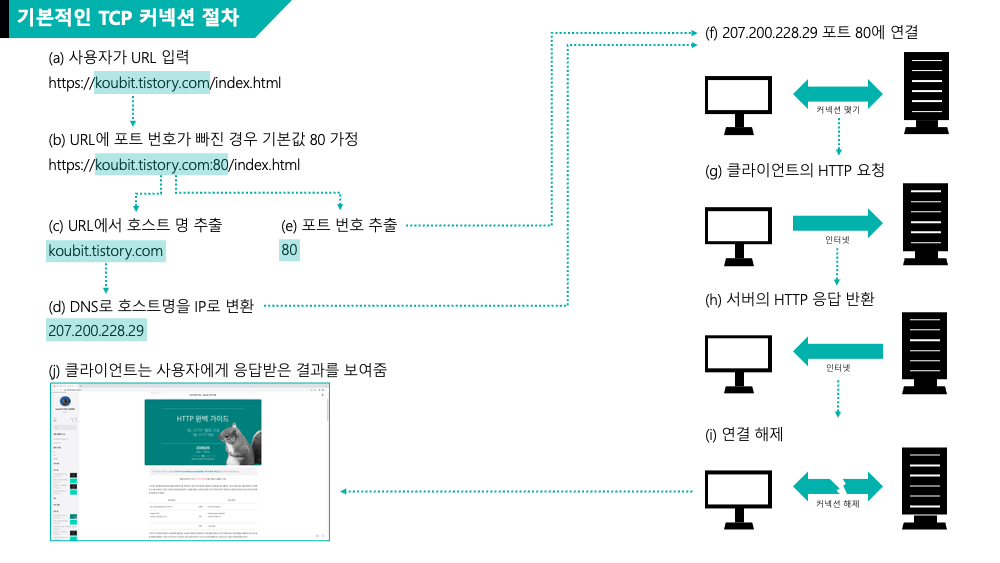 기본적인 TCP 커넥션 절차
(a) 사용자가 URL 입력
https://koubit.tistory.com/index.html
(b) URL에 포트 번호가 빠진 경우 기본값 80 가정
https://koubit.tistory.com:80/index.html
(c) URL에서 호스트 명 추출
koubit.tistory.com
(e) 포트 번호 추출
80
(d) DNS로 호스트명을 IP로 변환
207.200.228.29
(f) 207.200.228.29 포트 80에 연결
커넥션 맺기
(g) 클라이언트의 HTTP 요청
인터넷
(h) 서버의 HTTP 응답 반환
인터넷
(i) 연결 해제
커넥션 해제
(j) 클라이언트는 사용자에게 응답받은 결과를 보여줌
HTTP 완벽 가이드